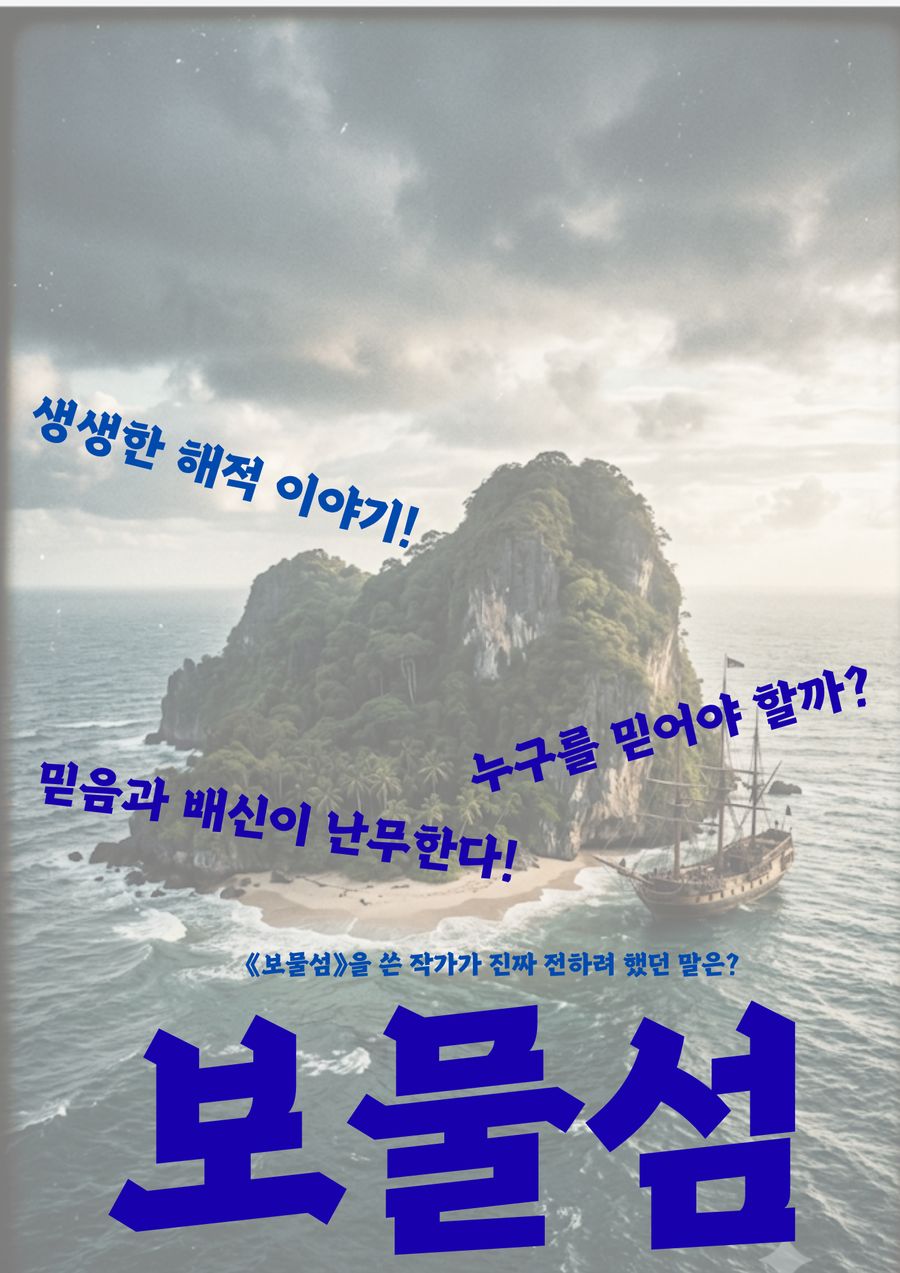 생생한 해적 이야기!
누구를 믿어야 할까?
믿음과 배신이 난무한다!
《보물섬》을 쓴 작가가 진짜 전하려 했던 말은?
보물섬